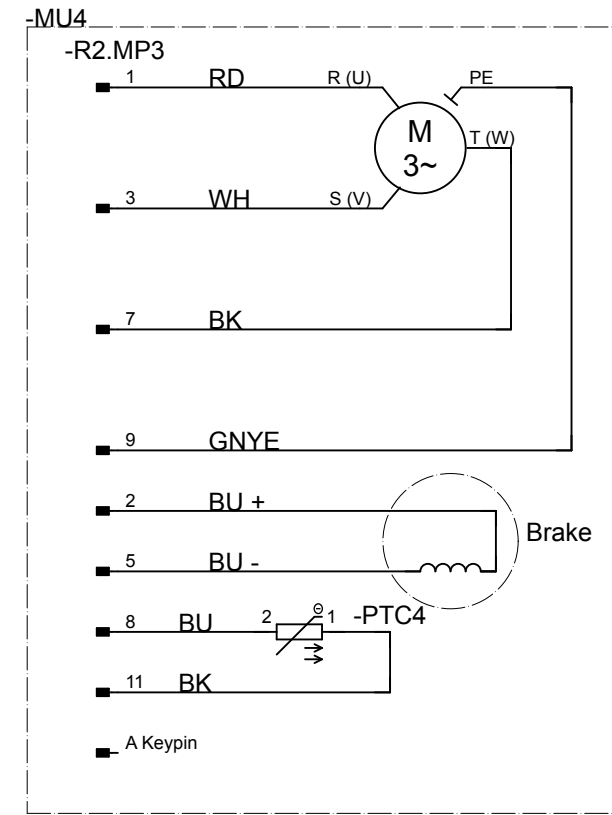 -MU4
-R2.MP3
1 RD R (U) PE
M
3~
T (W)
3 WH S (V)
7 BK
9 GNYE
2 BU +
Brake
5 BU -
8 BU 2 1 -PTC4
11 BK
A Keypin